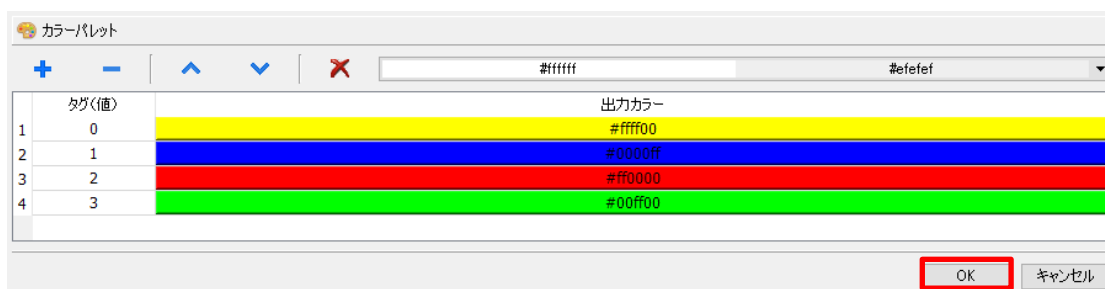 カラーパレット
#ffffff #efefef
タグ(値) 出力カラー
1 0 #ffff00
2 1 #0000ff
3 2 #ff0000
4 3 #00ff00
OK キャンセル